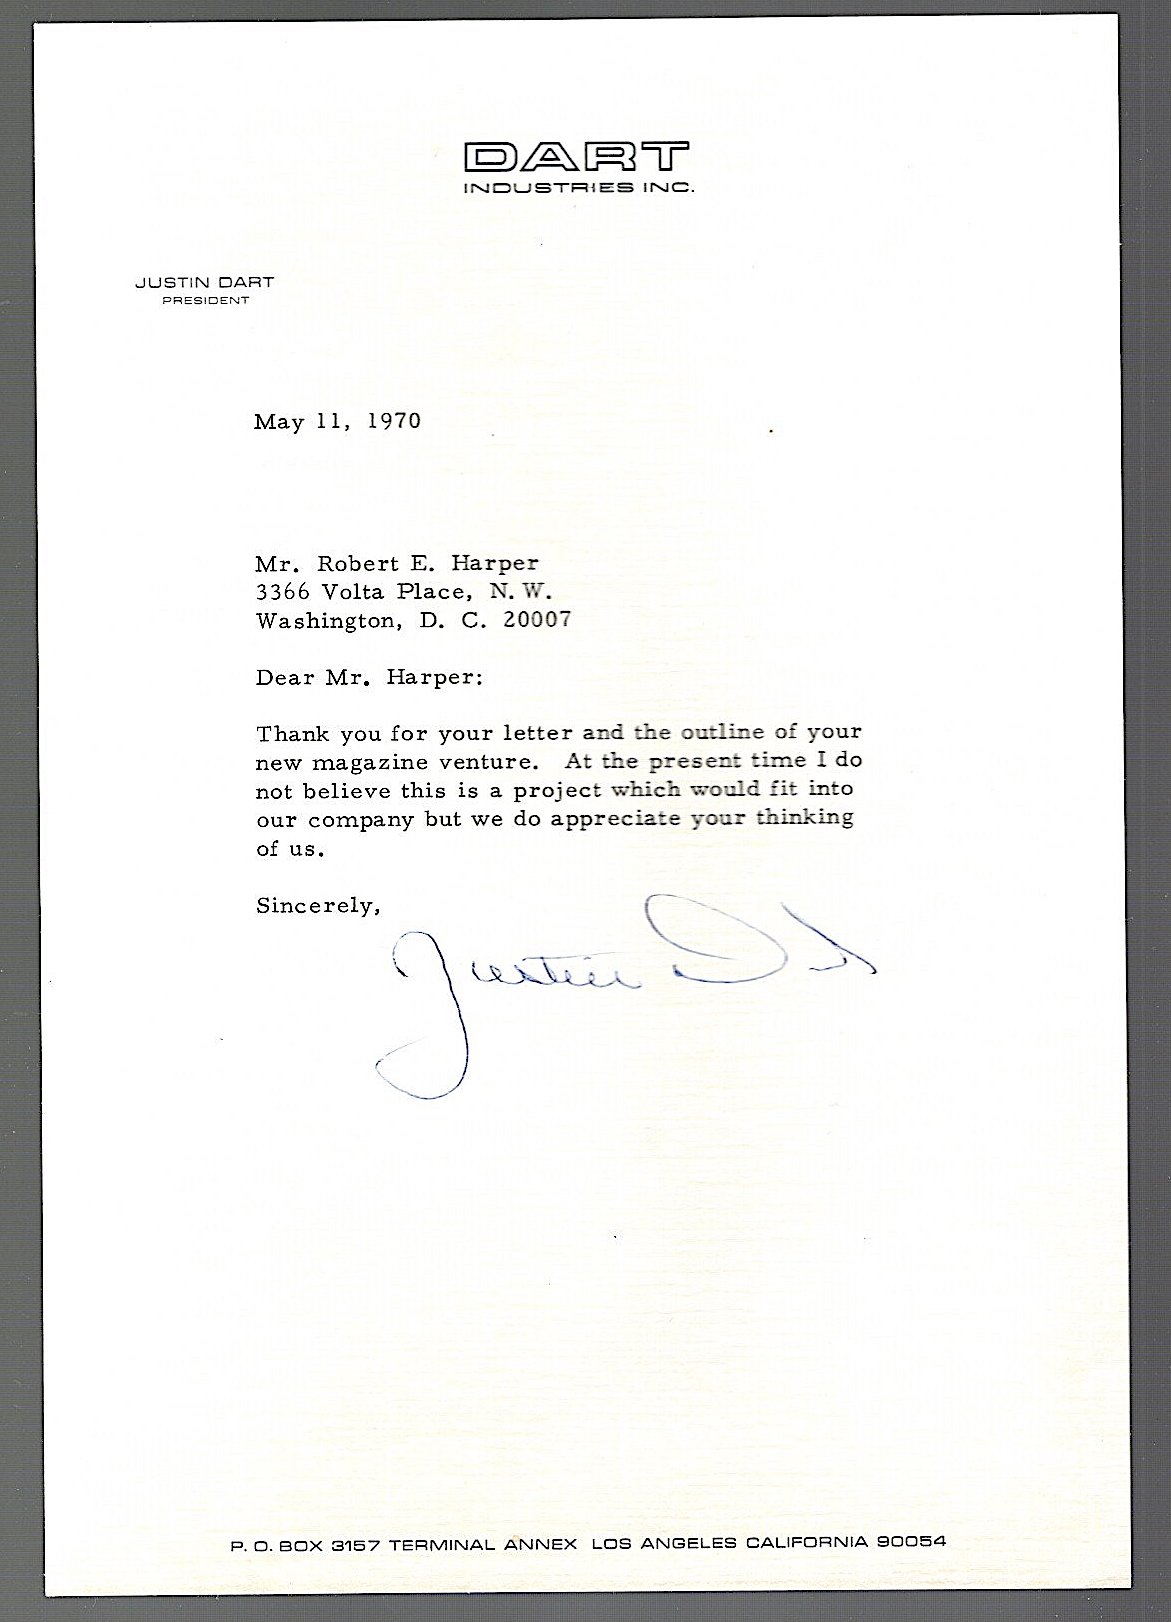 DART
INDUSTRIES INC.
JUSTIN DART
PRESIDENT
May 11, 1970
Mr. Robert E. Harper
3366 Volta Place, N. W.
Washington, D. C. 20007
Dear Mr. Harper:
Thank you for your letter and the outline of your
new magazine venture. At the present time I do
not believe this is a project which would fit into
our company but we do appreciate your thinking
of us.
Sincerely,
Justin Dart
P. O. BOX 3157 TERMINAL ANNEX LOS ANGELES CALIFORNIA 90054